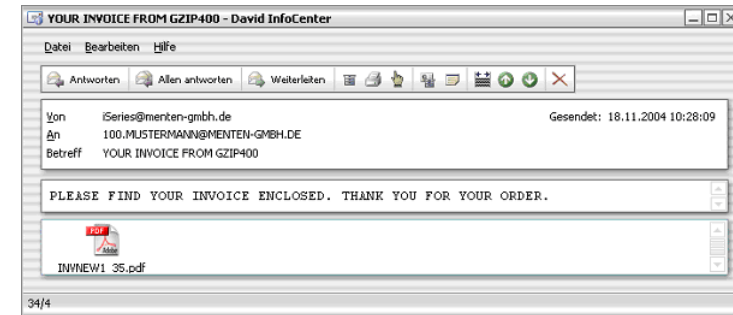 YOUR INVOICE FROM GZIP400 - David InfoCenter
Datei Bearbeiten Hilfe
Antworten Allen antworten Weiterleiten
Von iSeries@menten-gmbh.de Gesendet: 18.11.2004 10:28:09
An 100.MUSTERMANN@MENTEN-GMBH.DE
Betreff YOUR INVOICE FROM GZIP400
PLEASE FIND YOUR INVOICE ENCLOSED. THANK YOU FOR YOUR ORDER.
PDF
Adobe
INVNEW1_35.pdf
34/4